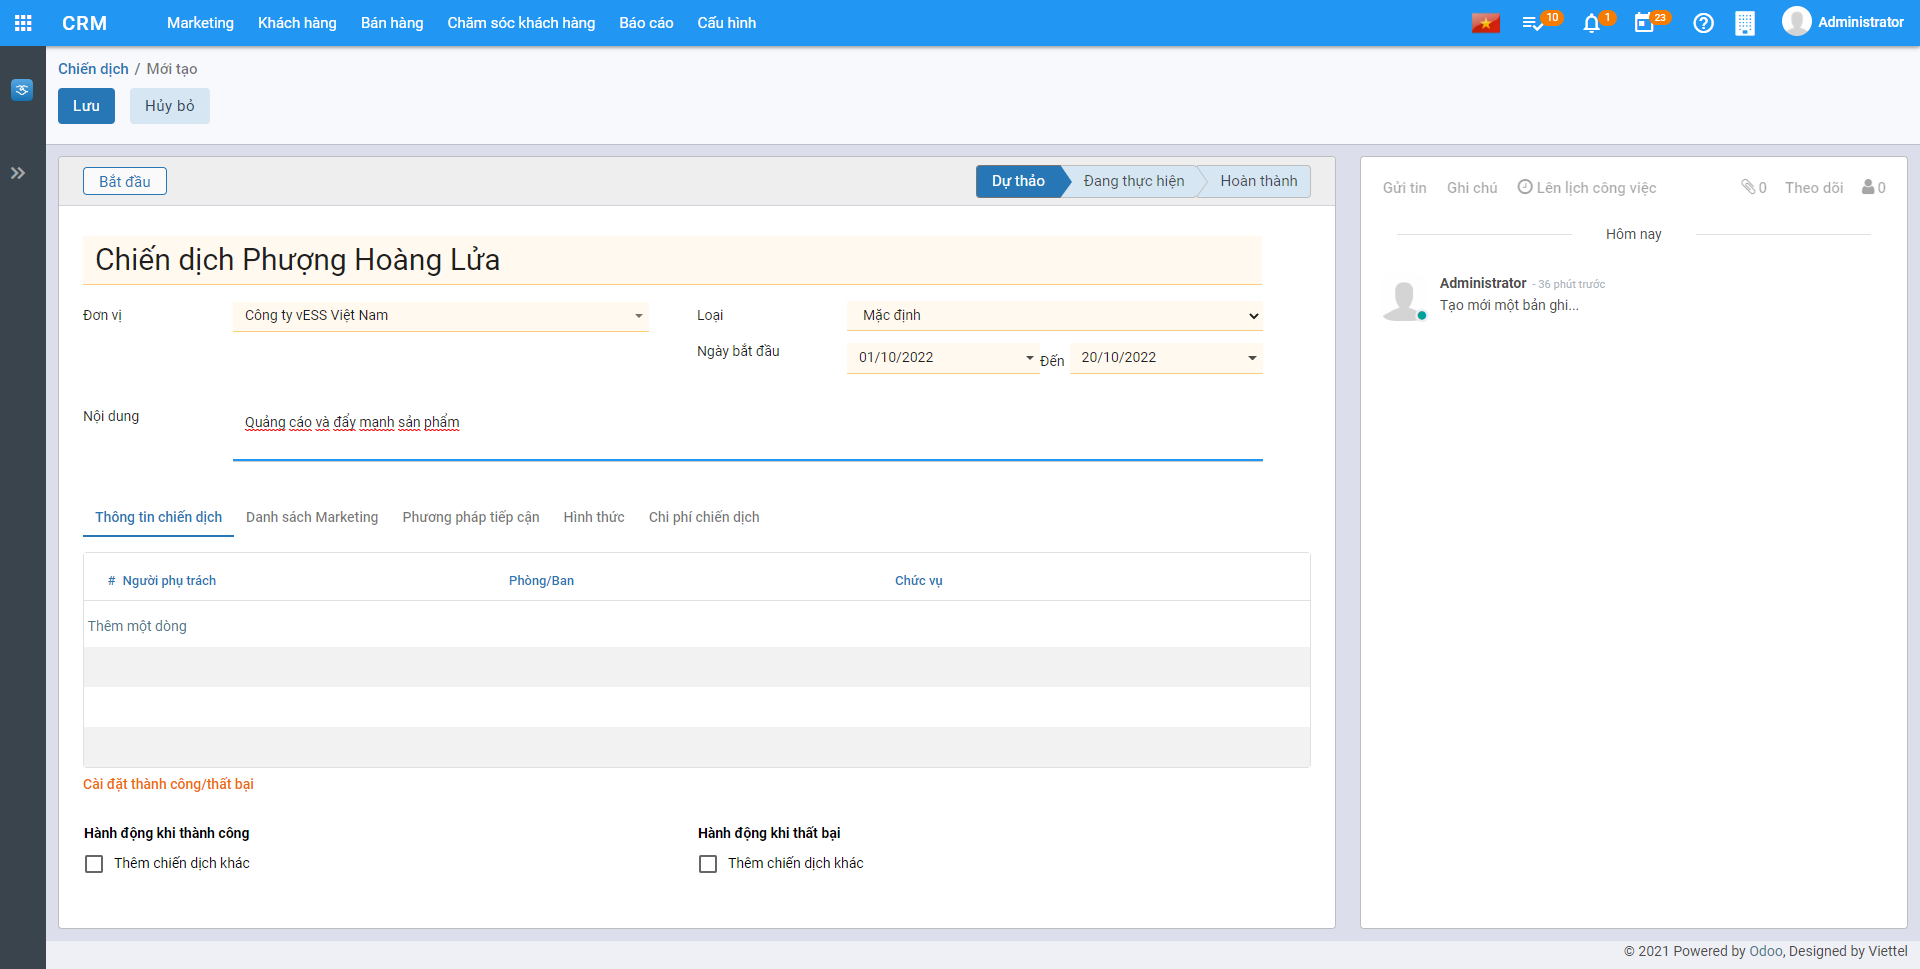 CRM Marketing Khách hàng Bán hàng Chăm sóc khách hàng Báo cáo Cấu hình 10 1 23 Administrator
Chiến dịch / Mới tạo
Lưu Hủy bỏ
Bắt đầu Dự thảo Đang thực hiện Hoàn thành
Chiến dịch Phượng Hoàng Lửa
Đơn vị Công ty vESS Việt Nam Loại Mặc định
Ngày bắt đầu 01/10/2022 Đến 20/10/2022
Nội dung Quảng cáo và đẩy mạnh sản phẩm
Thông tin chiến dịch Danh sách Marketing Phương pháp tiếp cận Hình thức Chi phí chiến dịch
# Người phụ trách Phòng/Ban Chức vụ
Thêm một dòng
Cài đặt thành công/thất bại
Hành động khi thành công Hành động khi thất bại
Thêm chiến dịch khác Thêm chiến dịch khác
Gửi tin Ghi chú Lên lịch công việc 0 Theo dõi 0
Hôm nay
Administrator - 36 phút trước
Tạo mới một bản ghi...
© 2021 Powered by Odoo, Designed by Viettel